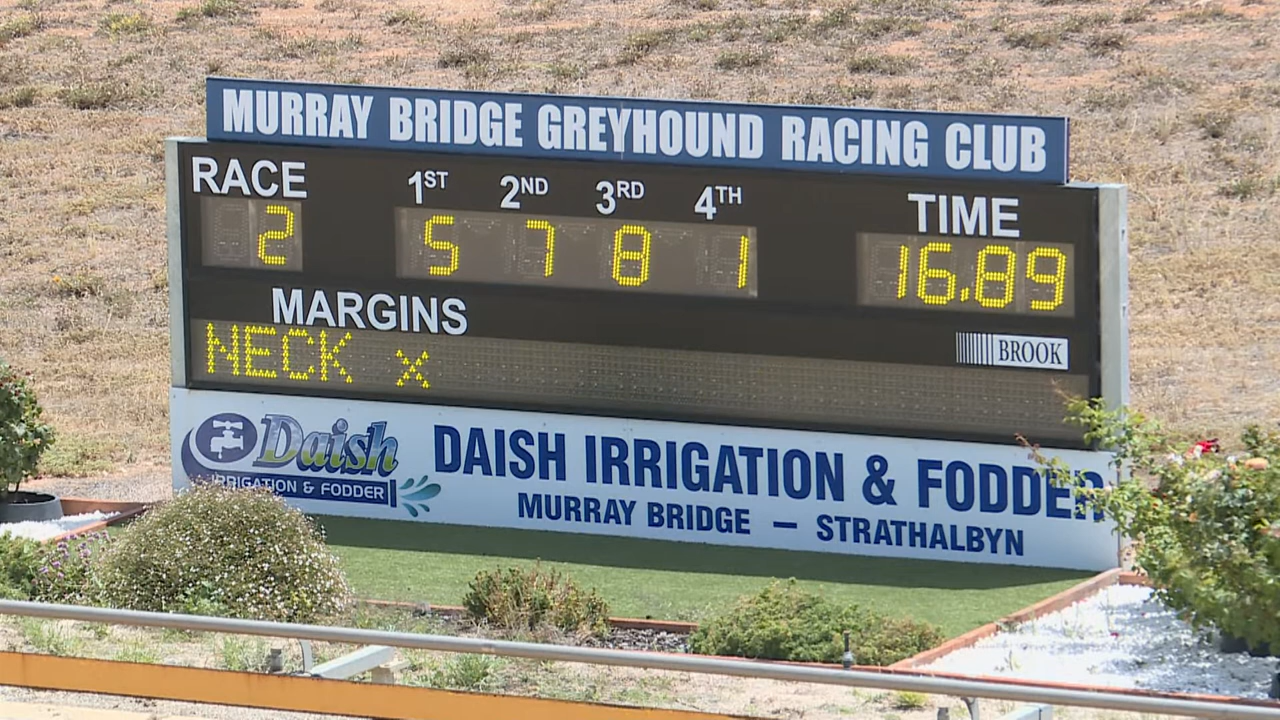 MURRAY BRIDGE GREYHOUND RACING CLUB
RACE 1ST 2ND 3RD 4TH TIME
2 5 7 8 1 16.89
MARGINS
NECK x
BROOK
Daish
IRRIGATION & FODDER
DAISH IRRIGATION & FODDER
MURRAY BRIDGE – STRATHALBYN